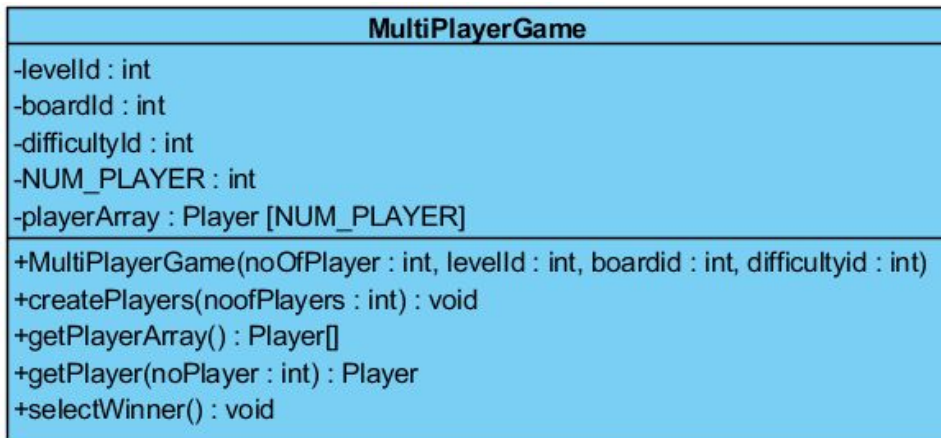 MultiPlayerGame
-levelId : int
-boardId : int
-difficultyId : int
-NUM_PLAYER : int
-playerArray : Player [NUM_PLAYER]
+MultiPlayerGame(noOfPlayer : int, levelId : int, boardid : int, difficultyid : int)
+createPlayers(noofPlayers : int) : void
+getPlayerArray() : Player[]
+getPlayer(noPlayer : int) : Player
+selectWinner() : void